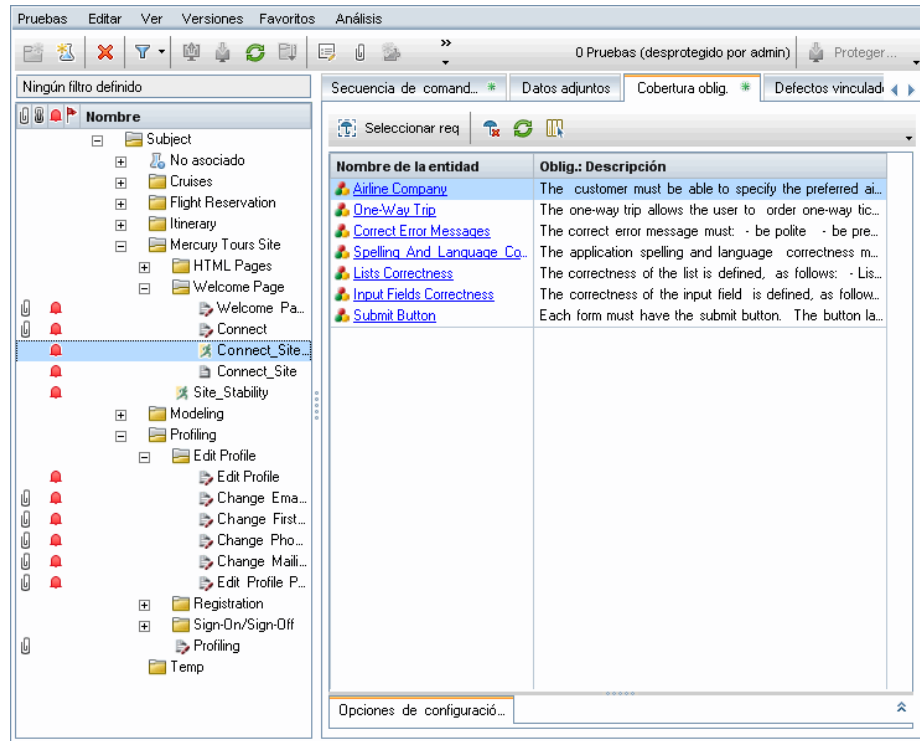 Pruebas Editar Ver Versiones Favoritos Análisis
0 Pruebas (desprotegido por admin) Proteger...
Ningún filtro definido
Nombre
Subject
No asociado
Cruises
Flight Reservation
Itinerary
Mercury Tours Site
HTML Pages
Welcome Page
Welcome Pa...
Connect
Connect_Site...
Connect_Site
Site_Stability
Modeling
Profiling
Edit Profile
Edit Profile
Change Ema...
Change First...
Change Pho...
Change Maili...
Edit Profile P...
Registration
Sign-On/Sign-Off
Profiling
Temp
Secuencia de comand... * Datos adjuntos Cobertura oblig. * Defectos vinculad
Seleccionar req
Nombre de la entidad Oblig.: Descripción
Airline Company The customer must be able to specify the preferred ai...
One-Way Trip The one-way trip allows the user to order one-way tic...
Correct Error Messages The correct error message must: - be polite - be pre...
Spelling And Language Co... The application spelling and language correctness m...
Lists Correctness The correctness of the list is defined, as follows: - Lis...
Input Fields Correctness The correctness of the input field is defined, as follow...
Submit Button Each form must have the submit button. The button la...
Opciones de configuració...